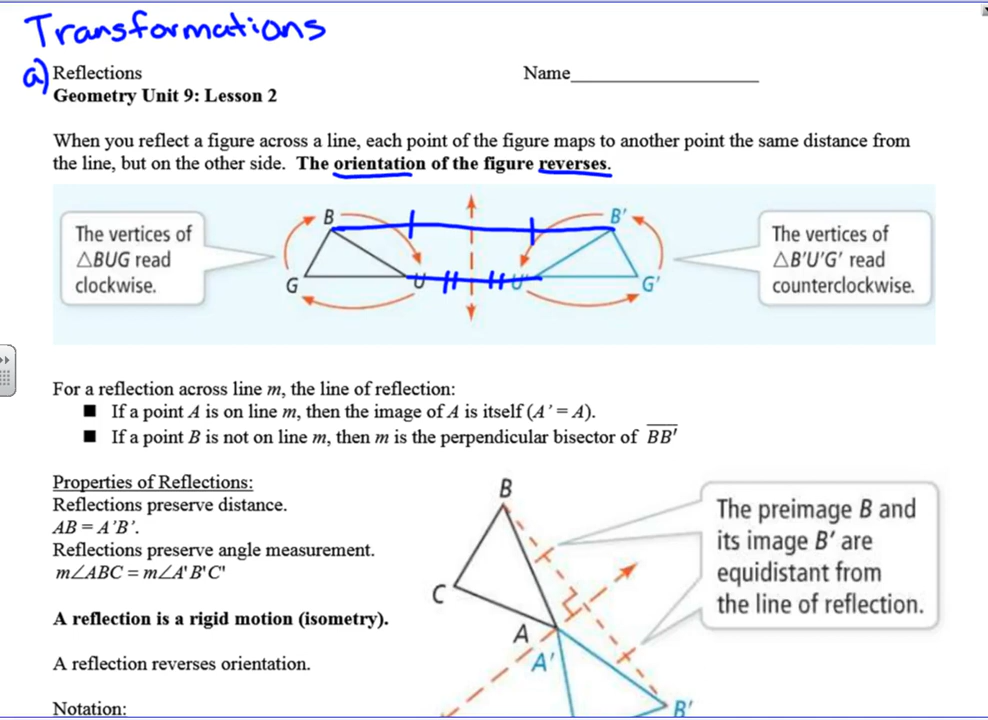 Transformations
a) Reflections
Name
Geometry Unit 9: Lesson 2
When you reflect a figure across a line, each point of the figure maps to another point the same distance from
the line, but on the other side. The orientation of the figure reverses.
The vertices of
△BUG read
clockwise.
B
G
U
B'
U'
G'
The vertices of
△B'U'G' read
counterclockwise.
For a reflection across line m, the line of reflection:
■ If a point A is on line m, then the image of A is itself (A' = A).
■ If a point B is not on line m, then m is the perpendicular bisector of BB'
Properties of Reflections:
Reflections preserve distance.
AB = A'B'.
Reflections preserve angle measurement.
m∠ABC = m∠A'B'C'
A reflection is a rigid motion (isometry).
A reflection reverses orientation.
Notation:
B
C
A
A'
B'
The preimage B and
its image B' are
equidistant from
the line of reflection.